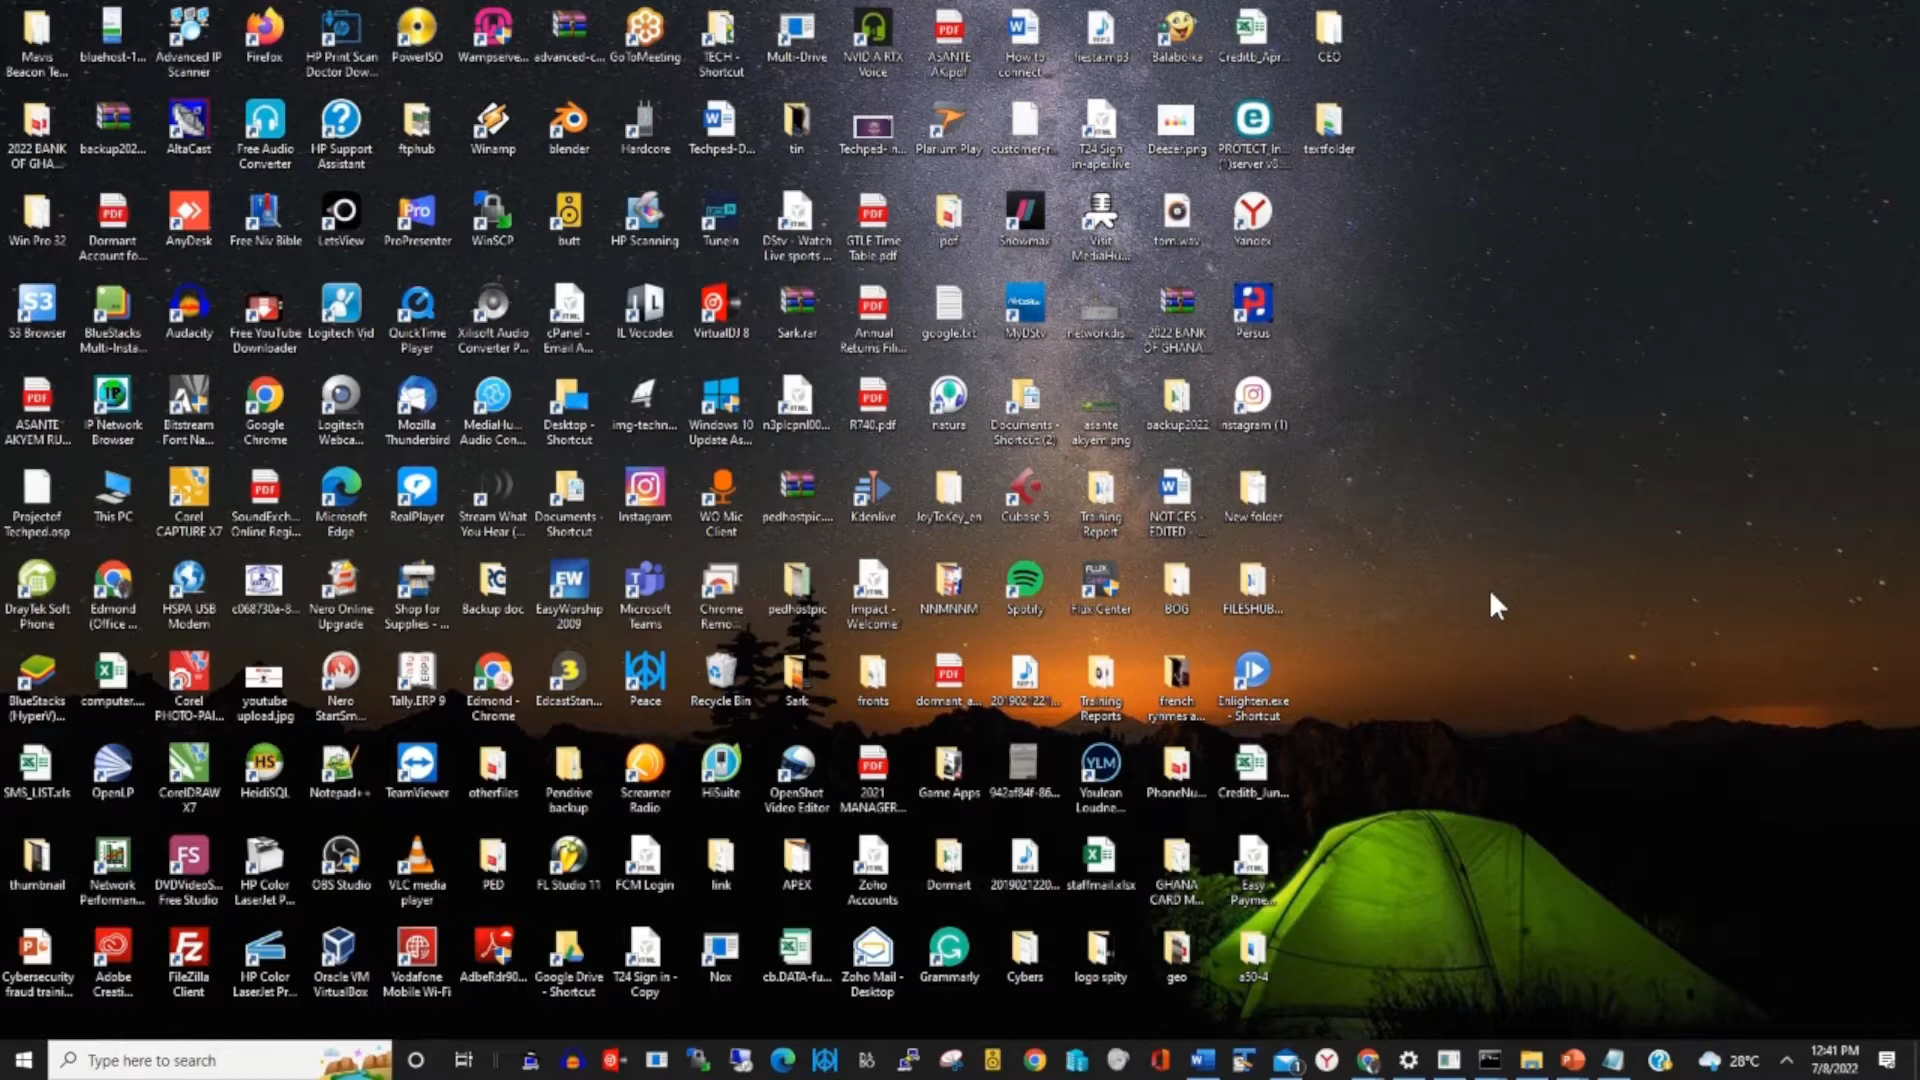 Mavis
Beacon Te...
bluehost-1...
Advanced IP
Scanner
Firefox
HP Print Scan
Doctor Dow...
PowerISO
Wampserve...
advanced-c...
GoToMeeting
TECH -
Shortcut
Multi-Drive
NVIDIA RTX
Voice
ASANTE
AK.pdf
How to
connect ...
fiesta.mp3
Balabolka
Creditb_Apr...
CEO
2022 BANK
OF GHA...
backup202...
AltaCast
Free Audio
Converter
HP Support
Assistant
ftphub
Winamp
blender
Hardcore
Techped-D...
tin
Techped- n...
Plarium Play
customer-r...
T24 Sign
in-apex.live
Deezer.png
PROTECT_In...
(1)server v8...
textfolder
Win Pro 32
Dormant
Account fo...
AnyDesk
Free Niv Bible
LetsView
ProPresenter
WinSCP
butt
HP Scanning
TuneIn
DStv - Watch
Live sports ...
GTLE Time
Table.pdf
pdf
Showmax
Visit
MediaHu...
tom.wav
Yandex
S3 Browser
BlueStacks
Multi-Insta...
Audacity
Free YouTube
Downloader
Logitech Vid
QuickTime
Player
Xilisoft Audio
Converter P...
cPanel -
Email A...
IL Vocodex
VirtualDJ 8
Sark.rar
Annual
Returns Fili...
google.txt
MyDStv
networkdis...
2022 BANK
OF GHANA...
Persus
ASANTE
AKYEM RU...
IP Network
Browser
Bitstream
Font Na...
Google
Chrome
Logitech
Webca...
Mozilla
Thunderbird
MediaHu...
Audio Con...
Desktop -
Shortcut
img-techn...
Windows 10
Update As...
n3plcpnl00...
R740.pdf
natura
Documents -
Shortcut (2)
asante
akyem.png
backup2022
instagram (1)
Projectof
Techped.osp
This PC
Corel
CAPTURE X7
SoundExch...
Online Regi...
Microsoft
Edge
RealPlayer
Stream What
You Hear (...
Documents -
Shortcut
Instagram
WO Mic
Client
pedhostpic....
Kdenlive
JoyToKey_en
Cubase 5
Training
Report
NOTICES -
EDITED - ...
New folder
DrayTek Soft
Phone
Edmond
(Office ...
HSPA USB
Modem
c068730a-8...
Nero Online
Upgrade
Shop for
Supplies - ...
Backup doc
EasyWorship
2009
Microsoft
Teams
Chrome
Remo...
pedhostpic
Impact -
Welcome
NNMNNM
Spotify
Flux Center
BOG
FILESHUB...
BlueStacks
(HyperV)...
computer....
Corel
PHOTO-PAI...
youtube
upload.jpg
Nero
StartSm...
Tally.ERP 9
Edmond -
Chrome
EdcastStan...
Peace
Recycle Bin
Sark
fronts
dormant_a...
201902122...
Training
Reports
french
ryhmes a...
Enlighten.exe
- Shortcut
SMS_LIST.xls
OpenLP
CorelDRAW
X7
HeidiSQL
Notepad++
TeamViewer
otherfiles
Pendrive
backup
Screamer
Radio
HiSuite
OpenShot
Video Editor
2021
MANAGER...
Game Apps
942af84f-86...
Youlean
Loudne...
PhoneNu...
Creditb_Jun...
thumbnail
Network
Performan...
DVDVideoS...
Free Studio
HP Color
LaserJet P...
OBS Studio
VLC media
player
PED
FL Studio 11
FCM Login
link
APEX
Zoho
Accounts
Dormart
2019021220...
staffmail.xlsx
GHANA
CARD M...
Easy
Payme...
Cybersecurity
fraud traini...
Adobe
Creati...
FileZilla
Client
HP Color
LaserJet Pr...
Oracle VM
VirtualBox
Vodafone
Mobile Wi-Fi
AdbeRdr90...
Google Drive
- Shortcut
T24 Sign in -
Copy
Nox
cb.DATA-fu...
Zoho Mail -
Desktop
Grammarly
Cybers
logo spity
geo
a50-4
Type here to search
28°C
12:41 PM
7/8/2022